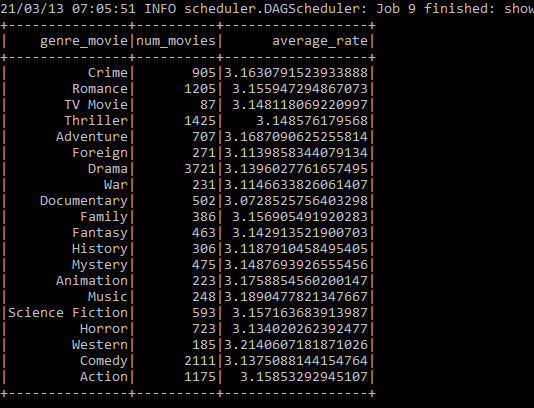 21/03/13 07:05:51 INFO scheduler.DAGScheduler: Job 9 finished: show
+---------------+----------+------------------+
|    genre_movie|num_movies|      average_rate|
+---------------+----------+------------------+
|          Crime|       905|3.1630791523933888|
|        Romance|      1205| 3.155947294867073|
|       TV Movie|        87| 3.148118069220997|
|       Thriller|      1425|    3.148576179568|
|      Adventure|       707|3.1687090625255814|
|        Foreign|       271|3.1139858344079134|
|          Drama|      3721|3.1396027761657495|
|            War|       231|3.1146633826061407|
|    Documentary|       502|3.0728525756403298|
|         Family|       386| 3.156905491920283|
|        Fantasy|       463| 3.142913521900703|
|        History|       306|3.1187910458495405|
|        Mystery|       475|3.1487693926555456|
|      Animation|       223|3.1758854560200147|
|          Music|       248|3.1890477821347667|
|Science Fiction|       593| 3.157163683913987|
|         Horror|       723| 3.134020262392477|
|        Western|       185|3.2140607181871026|
|         Comedy|      2111|3.1375088144154764|
|         Action|      1175|  3.15853292945107|
+---------------+----------+------------------+